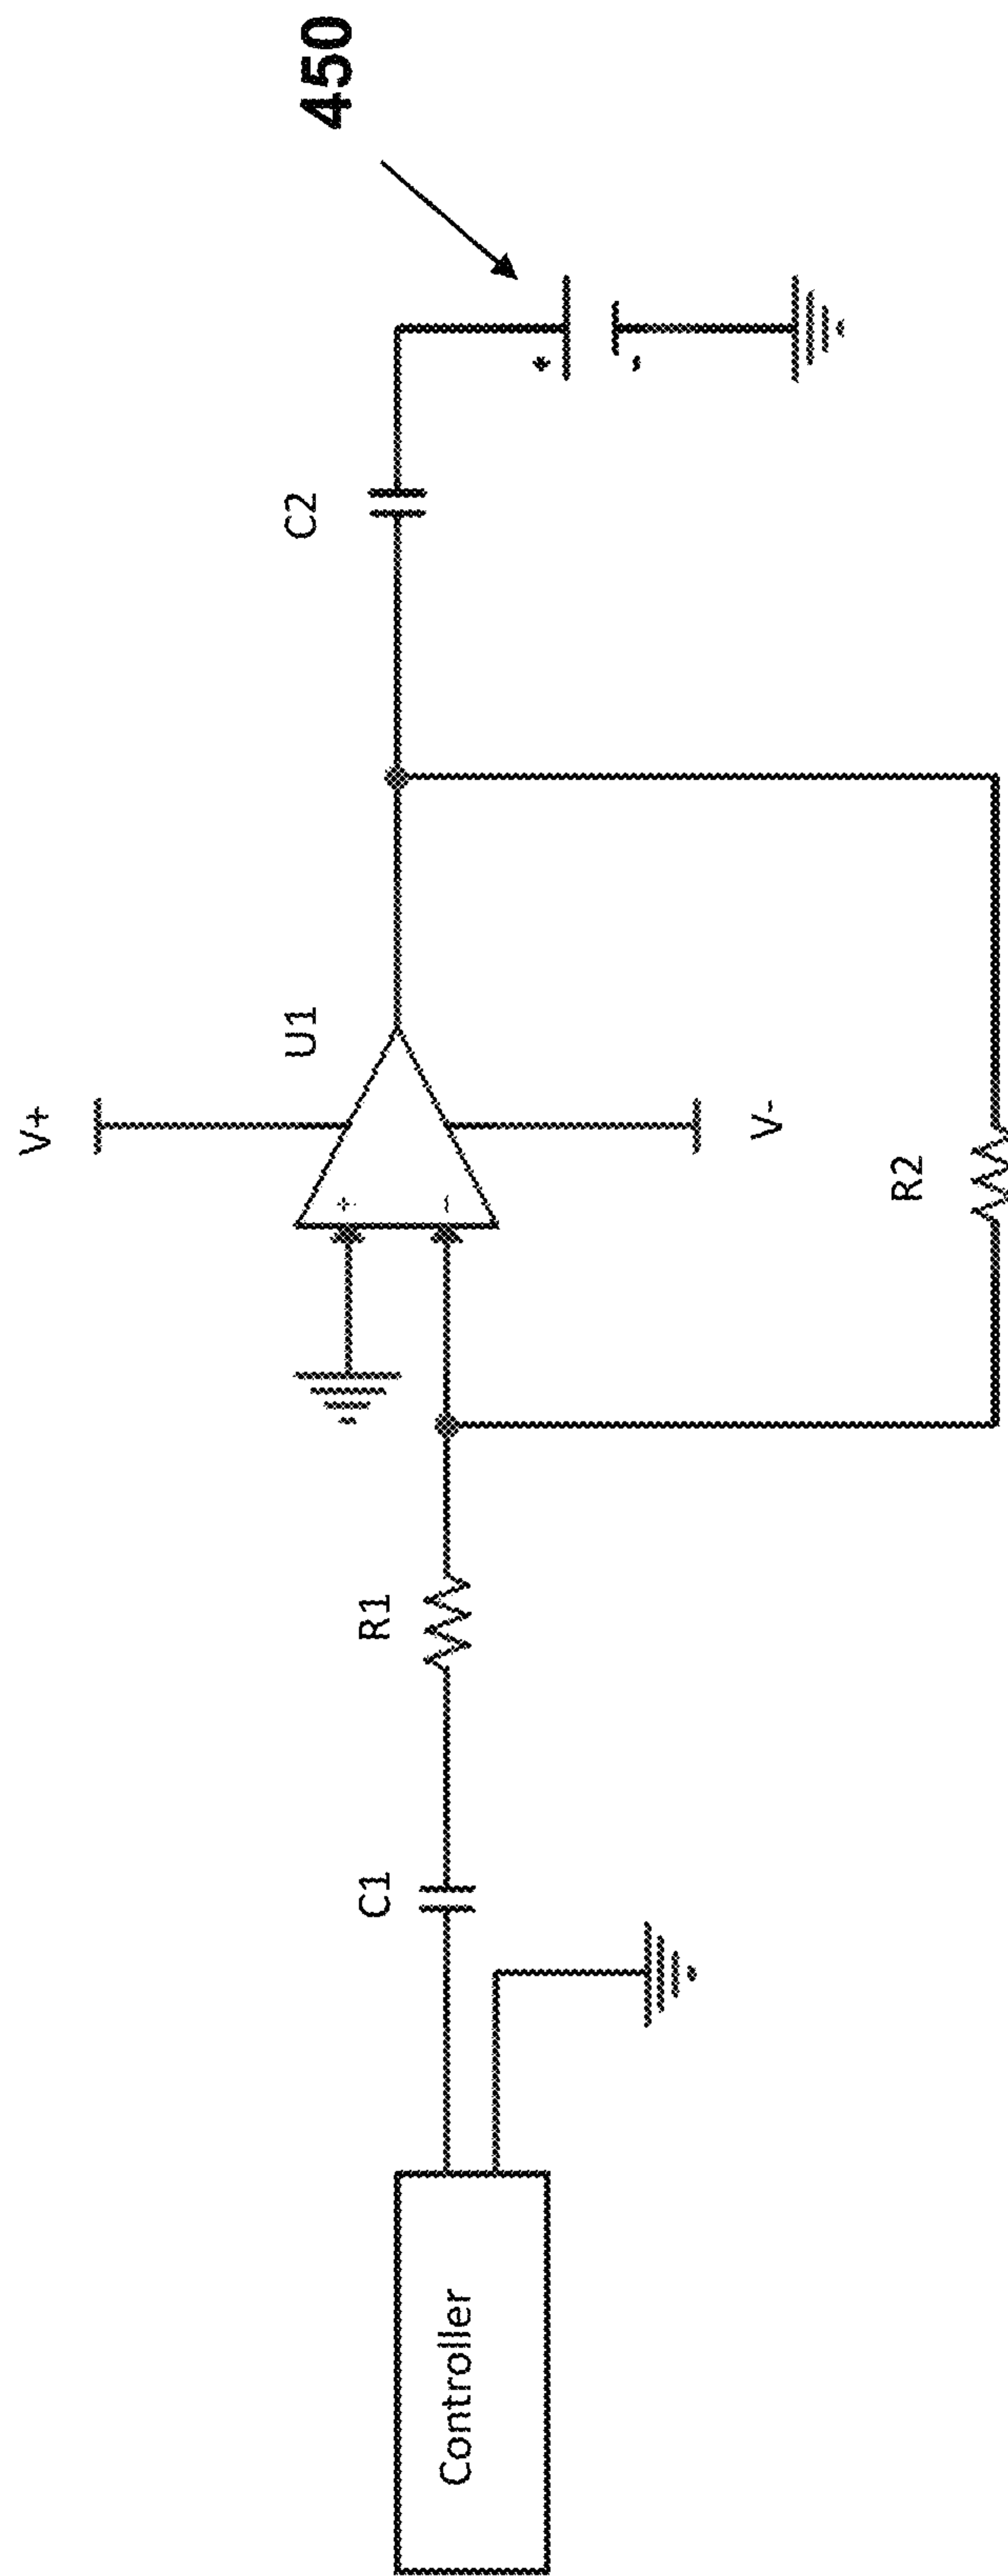 450
C2
U1
V+
+
-
V-
R2
R1
C1
+
-
Controller